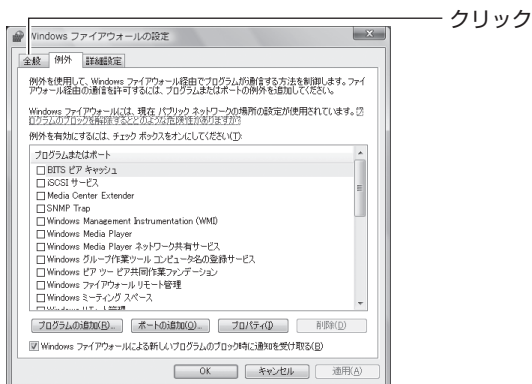 クリック
Windows ファイアウォールの設定
全般 例外 詳細設定
例外を使用して、Windows ファイアウォール経由でプログラムが通信する方法を制御します。ファイ
アウォール経由の通信を許可するには、プログラムまたはポートの例外を追加してください。
Windows ファイアウォールには、現在 パブリック ネットワークの場所の設定が使用されています。プ
ログラムのブロックを解除するとどのような危険性がありますか?
例外を有効にするには、チェック ボックスをオンにしてください(T):
プログラムまたはポート
BITS ピア キャッシュ
iSCSI サービス
Media Center Extender
SNMP Trap
Windows Management Instrumentation (WMI)
Windows Media Player
Windows Media Player ネットワーク共有サービス
Windows グループ作業ツール コンピュータ名の登録サービス
Windows ピア ツー ピア共同作業ファンデーション
Windows ファイアウォール リモート管理
Windows ミーティング スペース
Windows リモート管理
プログラムの追加(R)... ポートの追加(O)... プロパティ(I) 削除(D)
Windows ファイアウォールによる新しいプログラムのブロック時に通知を受け取る(B)
OK キャンセル 適用(A)